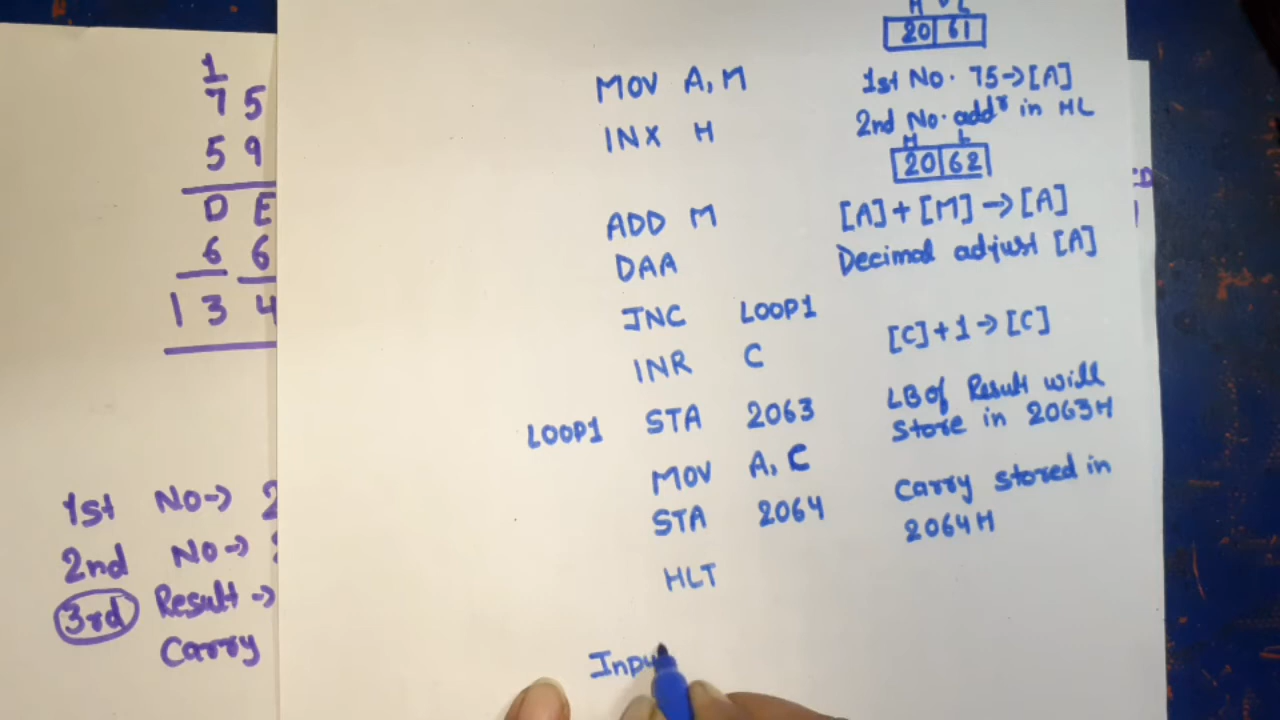 H L
20 61
MOV A, M 1st No. 75→[A]
INX H 2nd No. addr in HL
H L
20 62
ADD M [A]+[M]→[A]
DAA Decimal adjust [A]
JNC LOOP1
INR C [C]+1→[C]
LOOP1 STA 2063 LB of Result will
Store in 2063H
MOV A, C
STA 2064 Carry stored in
2064H
HLT
Inpu
1
7 5
5 9
D E
6 6
1 3 4
1st No→ 2
2nd No→
3rd Result→
Carry